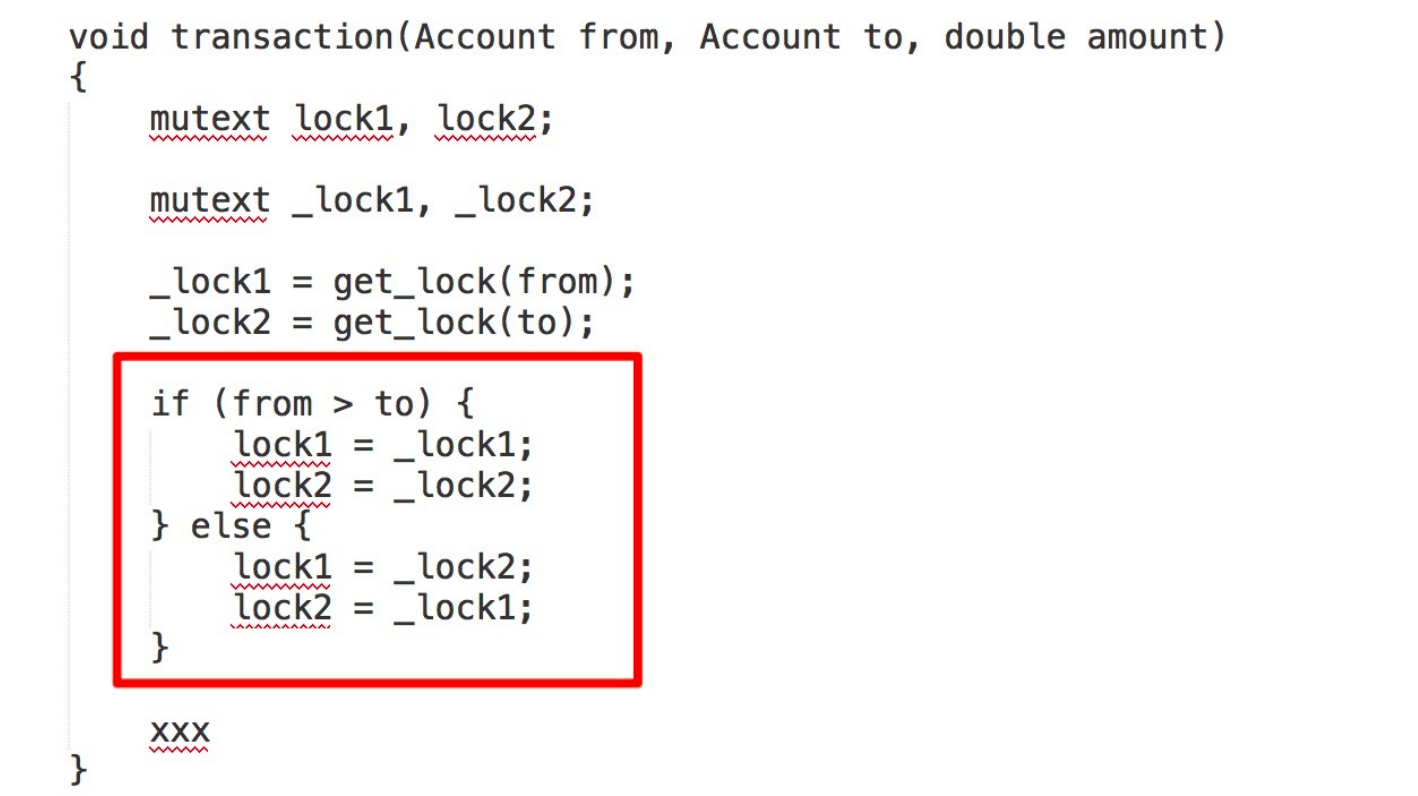 void transaction(Account from, Account to, double amount)
{
mutext lock1, lock2;
mutext _lock1, _lock2;
_lock1 = get_lock(from);
_lock2 = get_lock(to);
if (from > to) {
lock1 = _lock1;
lock2 = _lock2;
} else {
lock1 = _lock2;
lock2 = _lock1;
}
xxx
}